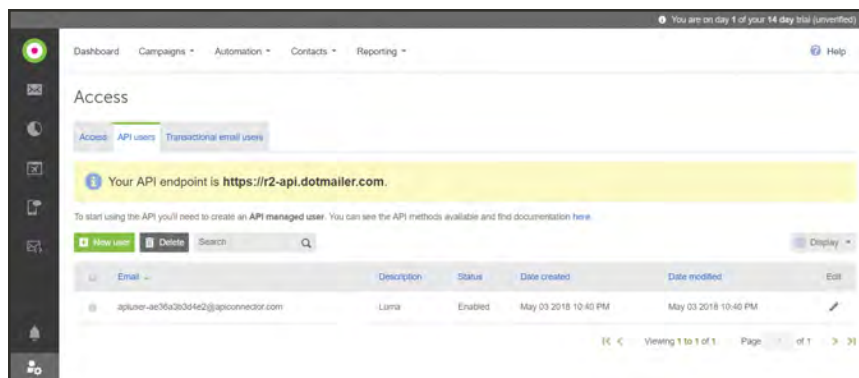 You are on day 1 of your 14 day trial (unverified)
Dashboard Campaigns Automation Contacts Reporting Help
Access
Access API users Transactional email users
Your API endpoint is https://r2-api.dotmailer.com.
To start using the API you'll need to create an API managed user. You can see the API methods available and find documentation here.
New user Delete Search Display
Email Description Status Date created Date modified Edit
apiuser-ae36a3b3d4e2@apiconnector.com Luma Enabled May 03 2018 10:40 PM May 03 2018 10:40 PM
Viewing 1 to 1 of 1 Page of 1